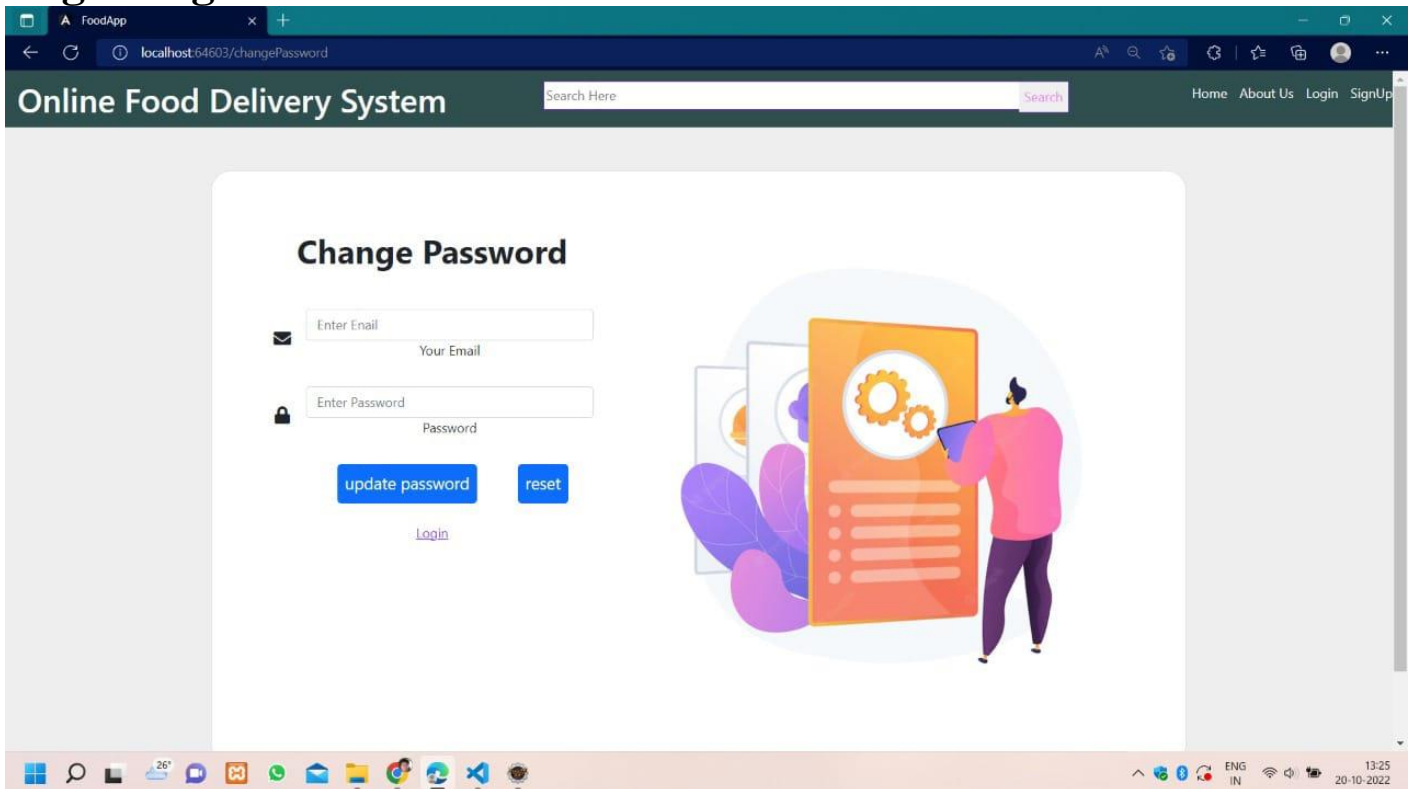 FoodApp
localhost:64603/changePassword
Online Food Delivery System
Search Here
Search
Home About Us Login SignUp
Change Password
Enter Enail
Your Email
Enter Password
Password
update password reset
Login
26°
ENG
IN
13:25
20-10-2022